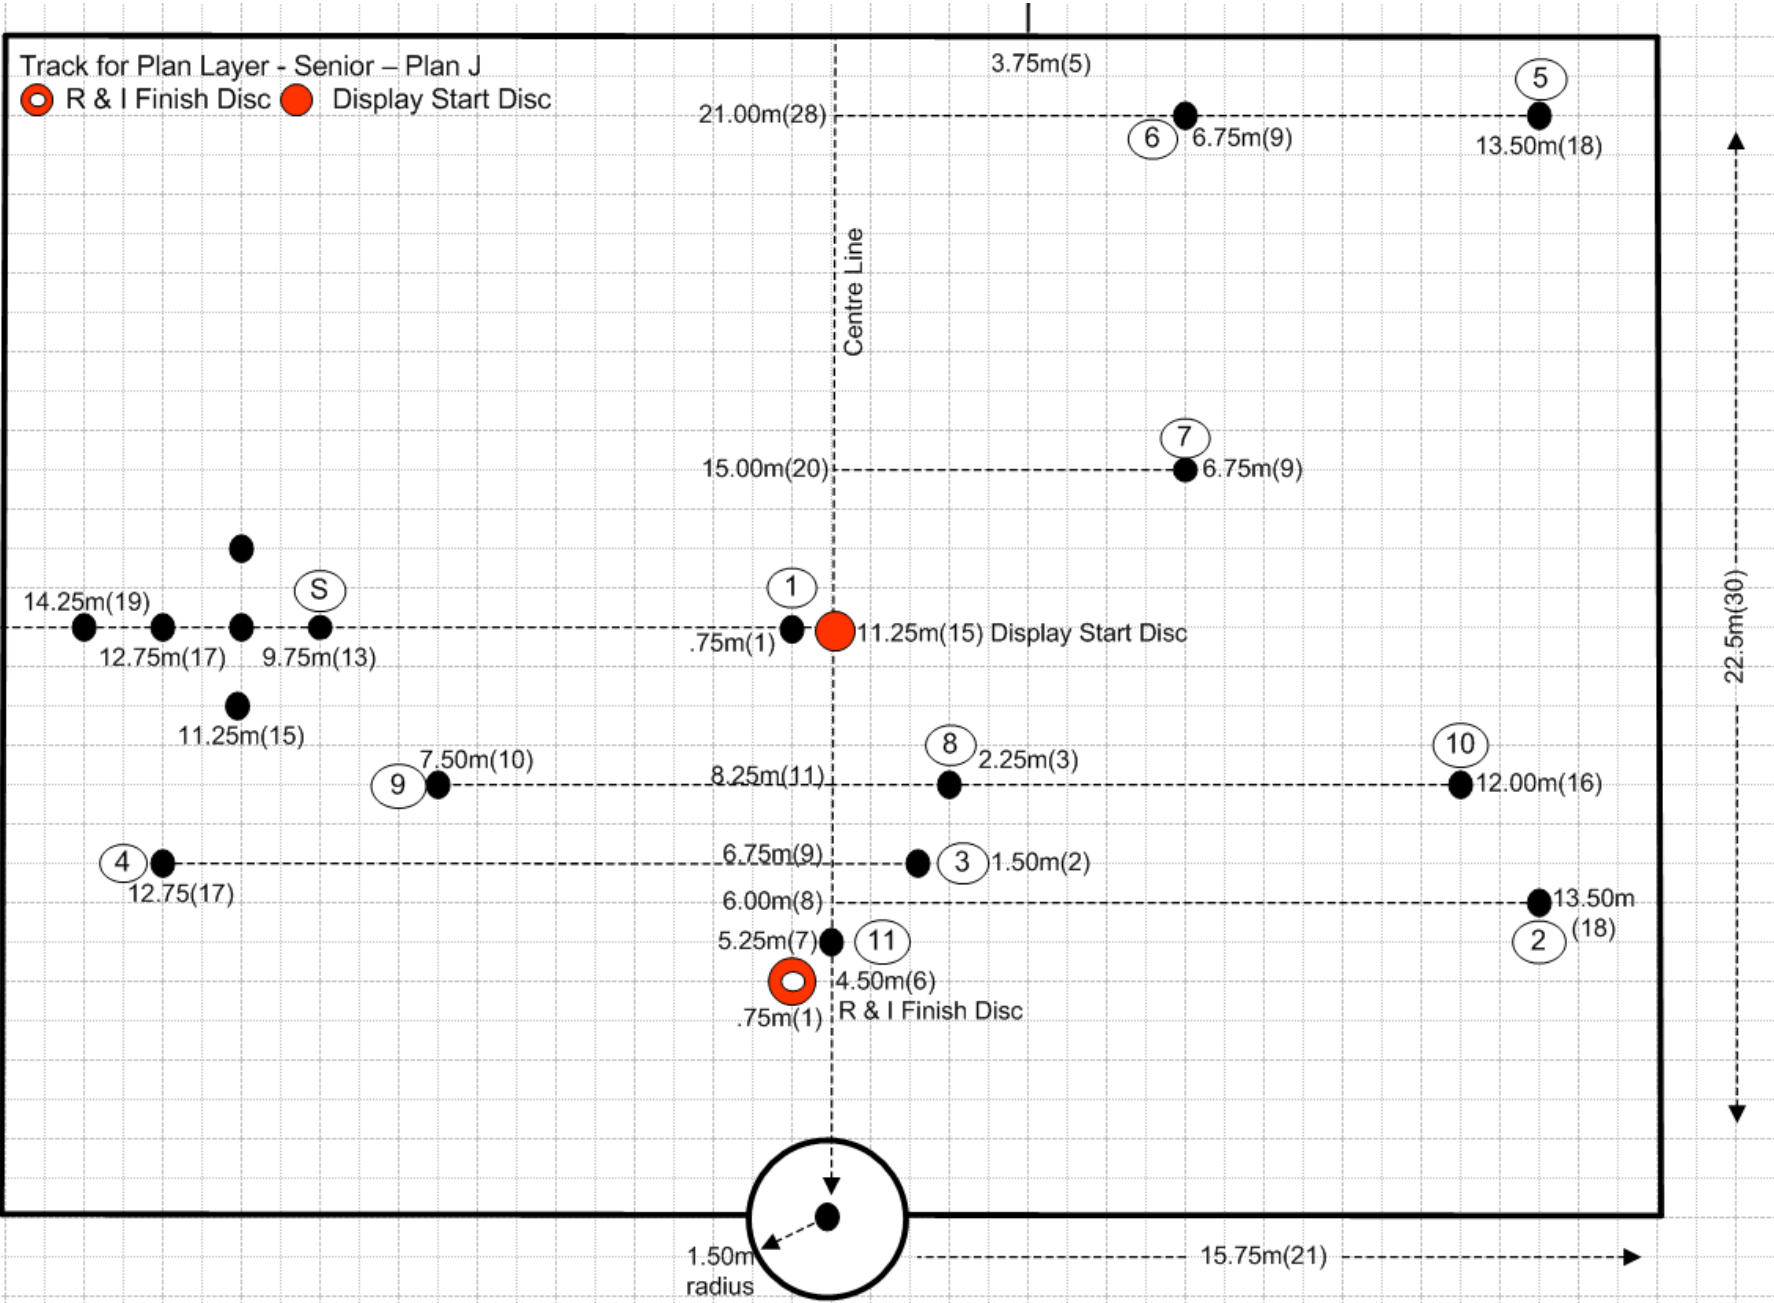 Track for Plan Layer - Senior – Plan J
R & I Finish Disc Display Start Disc
3.75m(5)
5
21.00m(28)
6
6.75m(9)
13.50m(18)
Centre Line
7
15.00m(20)
6.75m(9)
S
1
14.25m(19)
.75m(1)
11.25m(15) Display Start Disc
12.75m(17)
9.75m(13)
22.5m(30)
11.25m(15)
8
10
7.50m(10)
2.25m(3)
9
8.25m(11)
12.00m(16)
4
6.75m(9)
3
1.50m(2)
12.75(17)
6.00m(8)
13.50m
(18)
2
5.25m(7)
11
4.50m(6)
R & I Finish Disc
.75m(1)
1.50m
radius
15.75m(21)